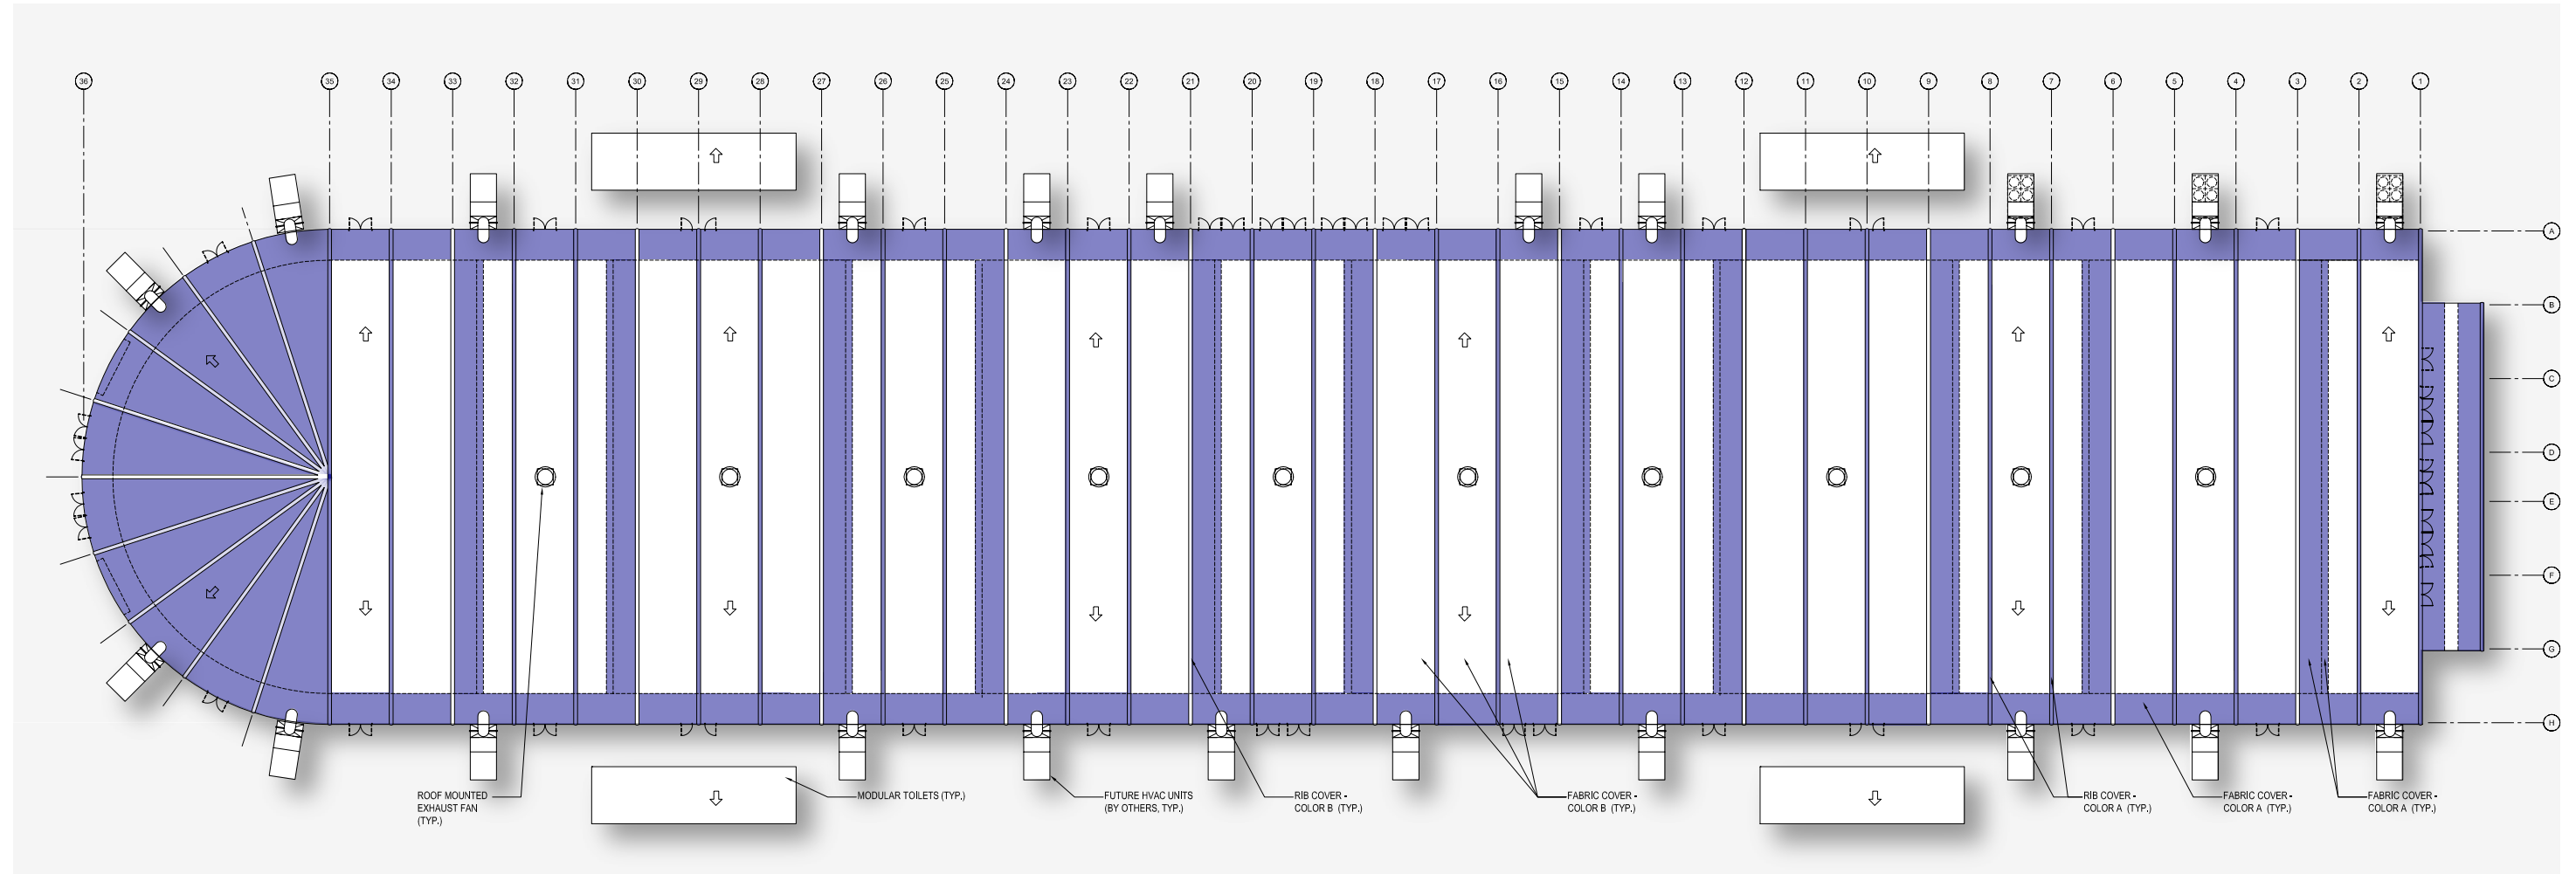 36
35
34
33
32
31
30
29
28
27
26
25
24
23
22
21
20
19
18
17
16
15
14
13
12
11
10
9
8
7
6
5
4
3
2
1
A
B
C
D
E
F
G
H
ROOF MOUNTED
EXHAUST FAN
(TYP.)
MODULAR TOILETS (TYP.)
FUTURE HVAC UNITS
(BY OTHERS, TYP.)
RIB COVER -
COLOR B (TYP.)
FABRIC COVER -
COLOR B (TYP.)
RIB COVER -
COLOR A (TYP.)
FABRIC COVER -
COLOR A (TYP.)
FABRIC COVER -
COLOR A (TYP.)